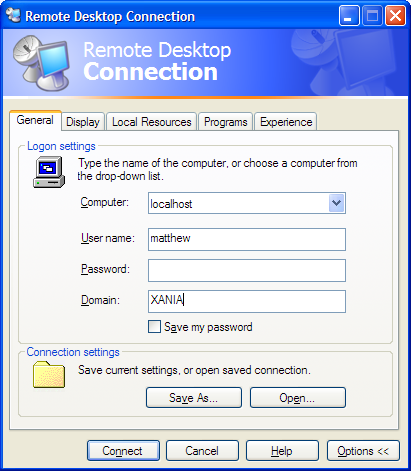 Remote Desktop Connection
Remote Desktop
Connection
General Display Local Resources Programs Experience
Logon settings
Type the name of the computer, or choose a computer from
the drop-down list.
Computer: localhost
User name: matthew
Password:
Domain: XANIA
Save my password
Connection settings
Save current settings, or open saved connection.
Save As... Open...
Connect Cancel Help Options <<